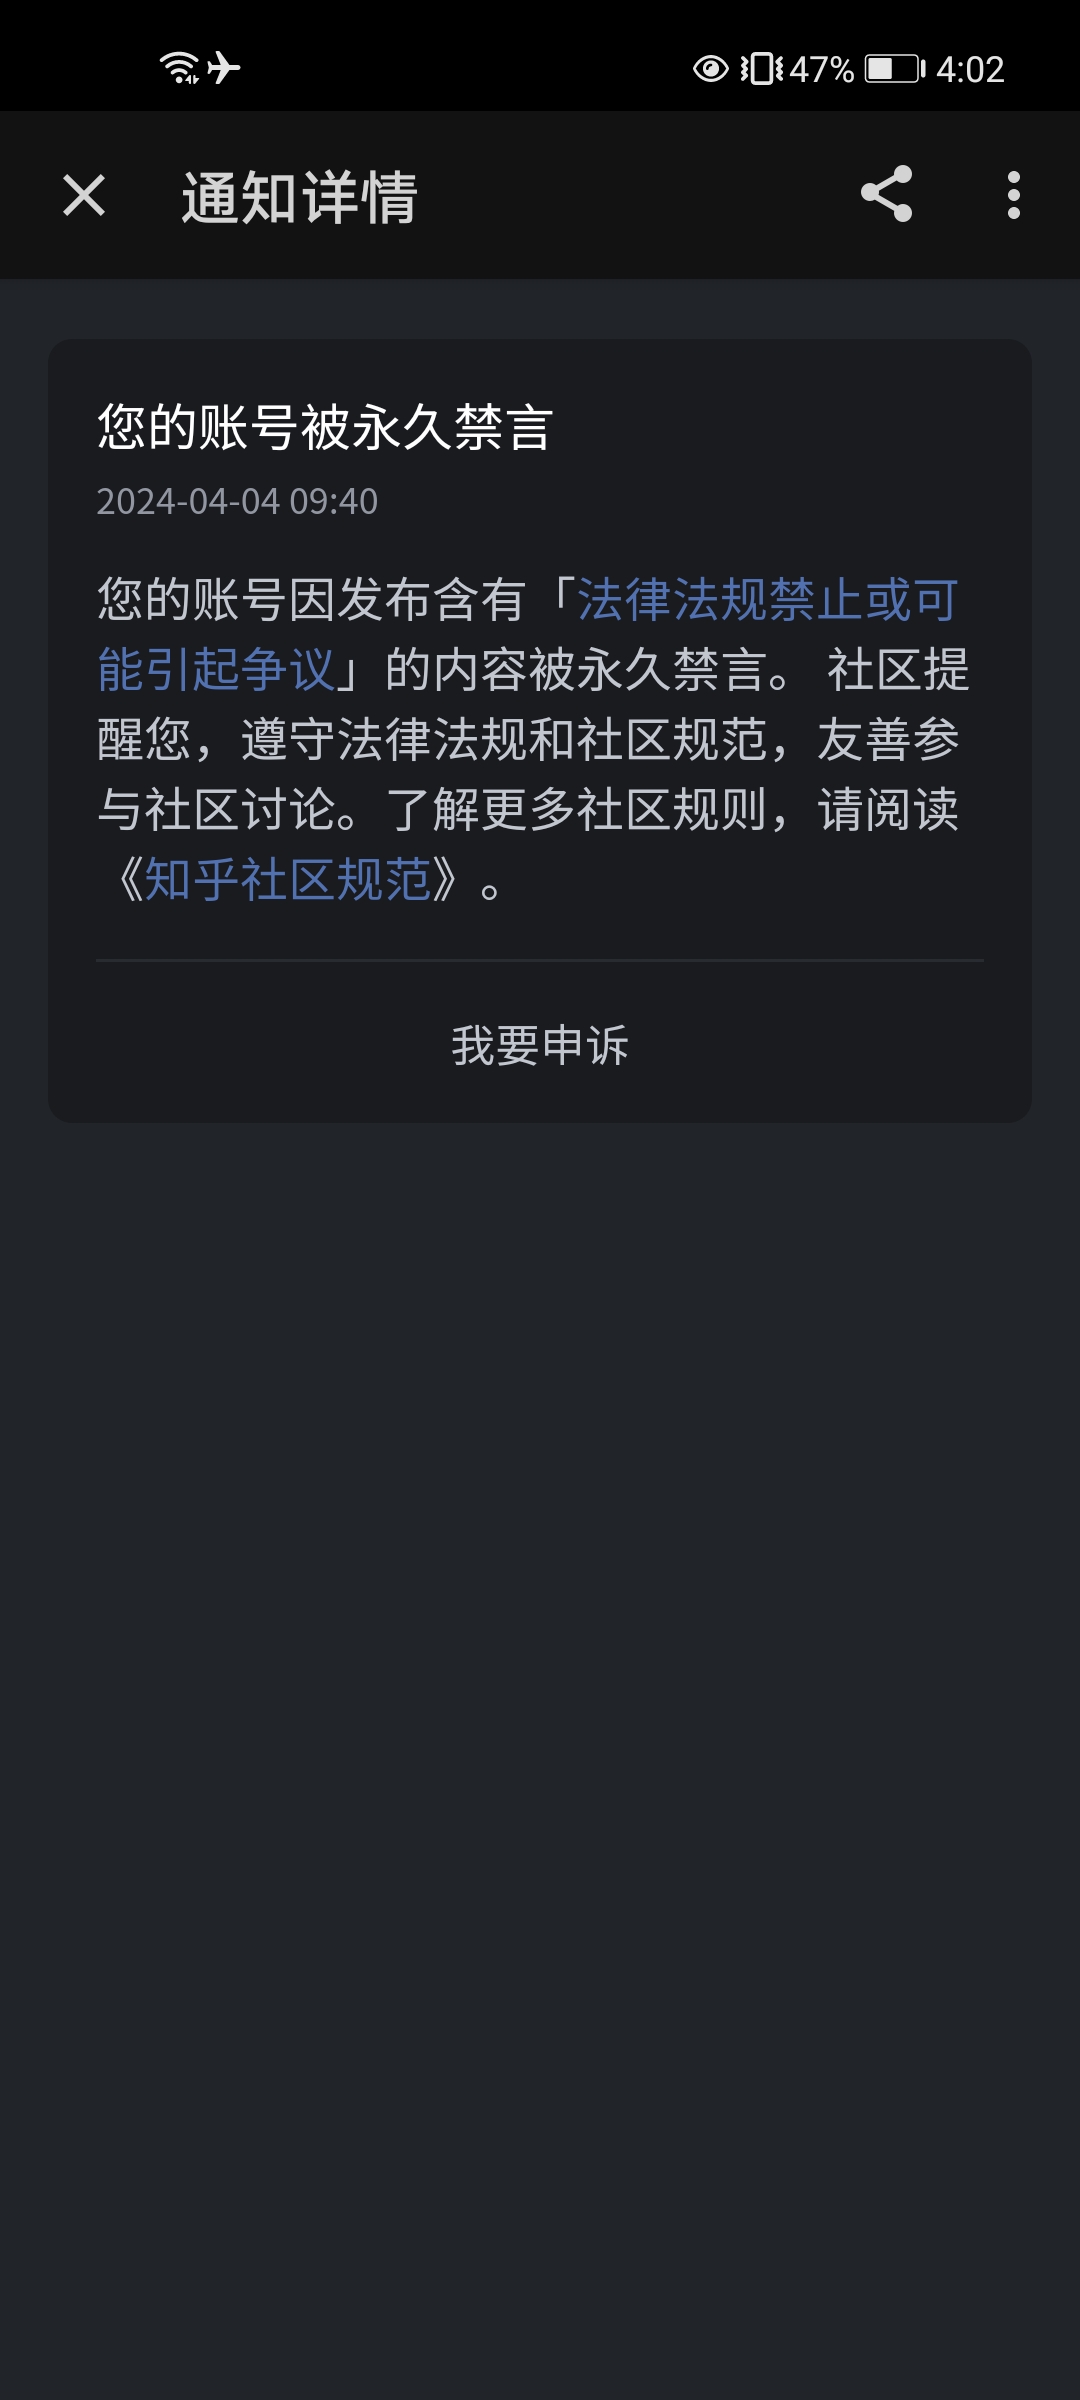 47% 4:02
通知详情
您的账号被永久禁言
2024-04-04 09:40
您的账号因发布含有「法律法规禁止或可
能引起争议」的内容被永久禁言。 社区提
醒您，遵守法律法规和社区规范，友善参
与社区讨论。了解更多社区规则，请阅读
《知乎社区规范》。
我要申诉